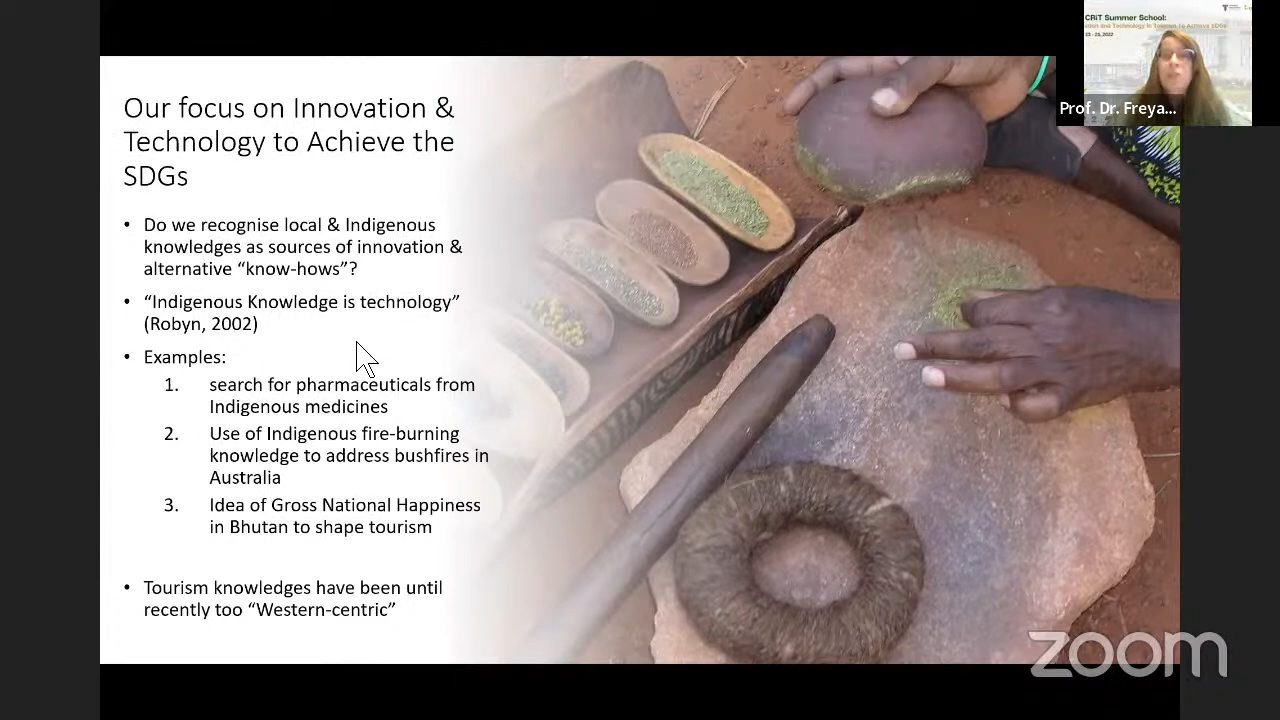 Our focus on Innovation &
Technology to Achieve the
SDGs
• Do we recognise local & Indigenous
knowledges as sources of innovation &
alternative “know-hows”?
• “Indigenous Knowledge is technology”
(Robyn, 2002)
• Examples:
1. search for pharmaceuticals from
Indigenous medicines
2. Use of Indigenous fire-burning
knowledge to address bushfires in
Australia
3. Idea of Gross National Happiness
in Bhutan to shape tourism
• Tourism knowledges have been until
recently too “Western-centric”
CRiT Summer School:
and Technology in Tourism To Achieve SDGs
Prof. Dr. Freya...
zoom